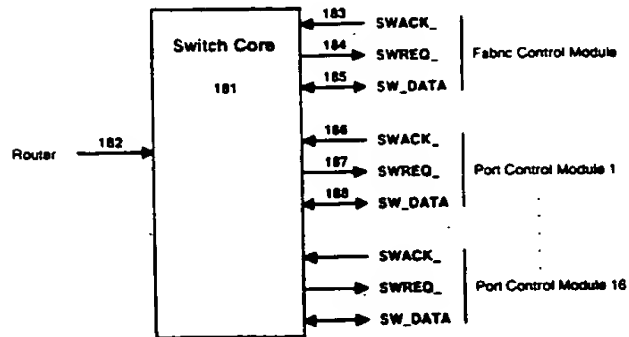 183 SWACK_
Switch Core 184 SWREQ_ Fabric Control Module
181 185 SW_DATA
186 SWACK_
Router 182 187 SWREQ_ Port Control Module 1
188 SW_DATA
SWACK_
SWREQ_ Port Control Module 16
SW_DATA